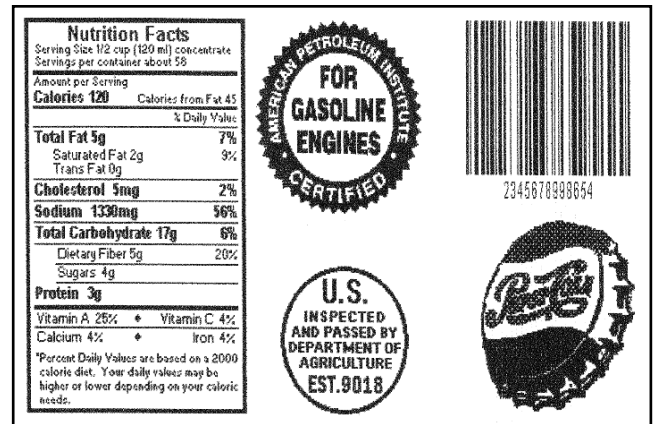 Nutrition Facts
Serving Size 1/2 cup (120 ml) concentrate
Servings per container about 58
Amount per Serving
Calories 120 Calories from Fat 45
% Daily Value
Total Fat 5g 7%
Saturated Fat 2g 9%
Trans Fat 0g
Cholesterol 5mg 2%
Sodium 1330mg 56%
Total Carbohydrate 17g 6%
Dietary Fiber 5g 20%
Sugars 4g
Protein 3g
Vitamin A 25% ♦ Vitamin C 4%
Calcium 4% ♦ Iron 4%
*Percent Daily Values are based on a 2000
calorie diet. Your daily values may be
higher or lower depending on your caloric
needs.
AMERICAN PETROLEUM INSTITUTE
FOR
GASOLINE
ENGINES
CERTIFIED
2345678998654
U.S.
INSPECTED
AND PASSED BY
DEPARTMENT OF
AGRICULTURE
EST.9018